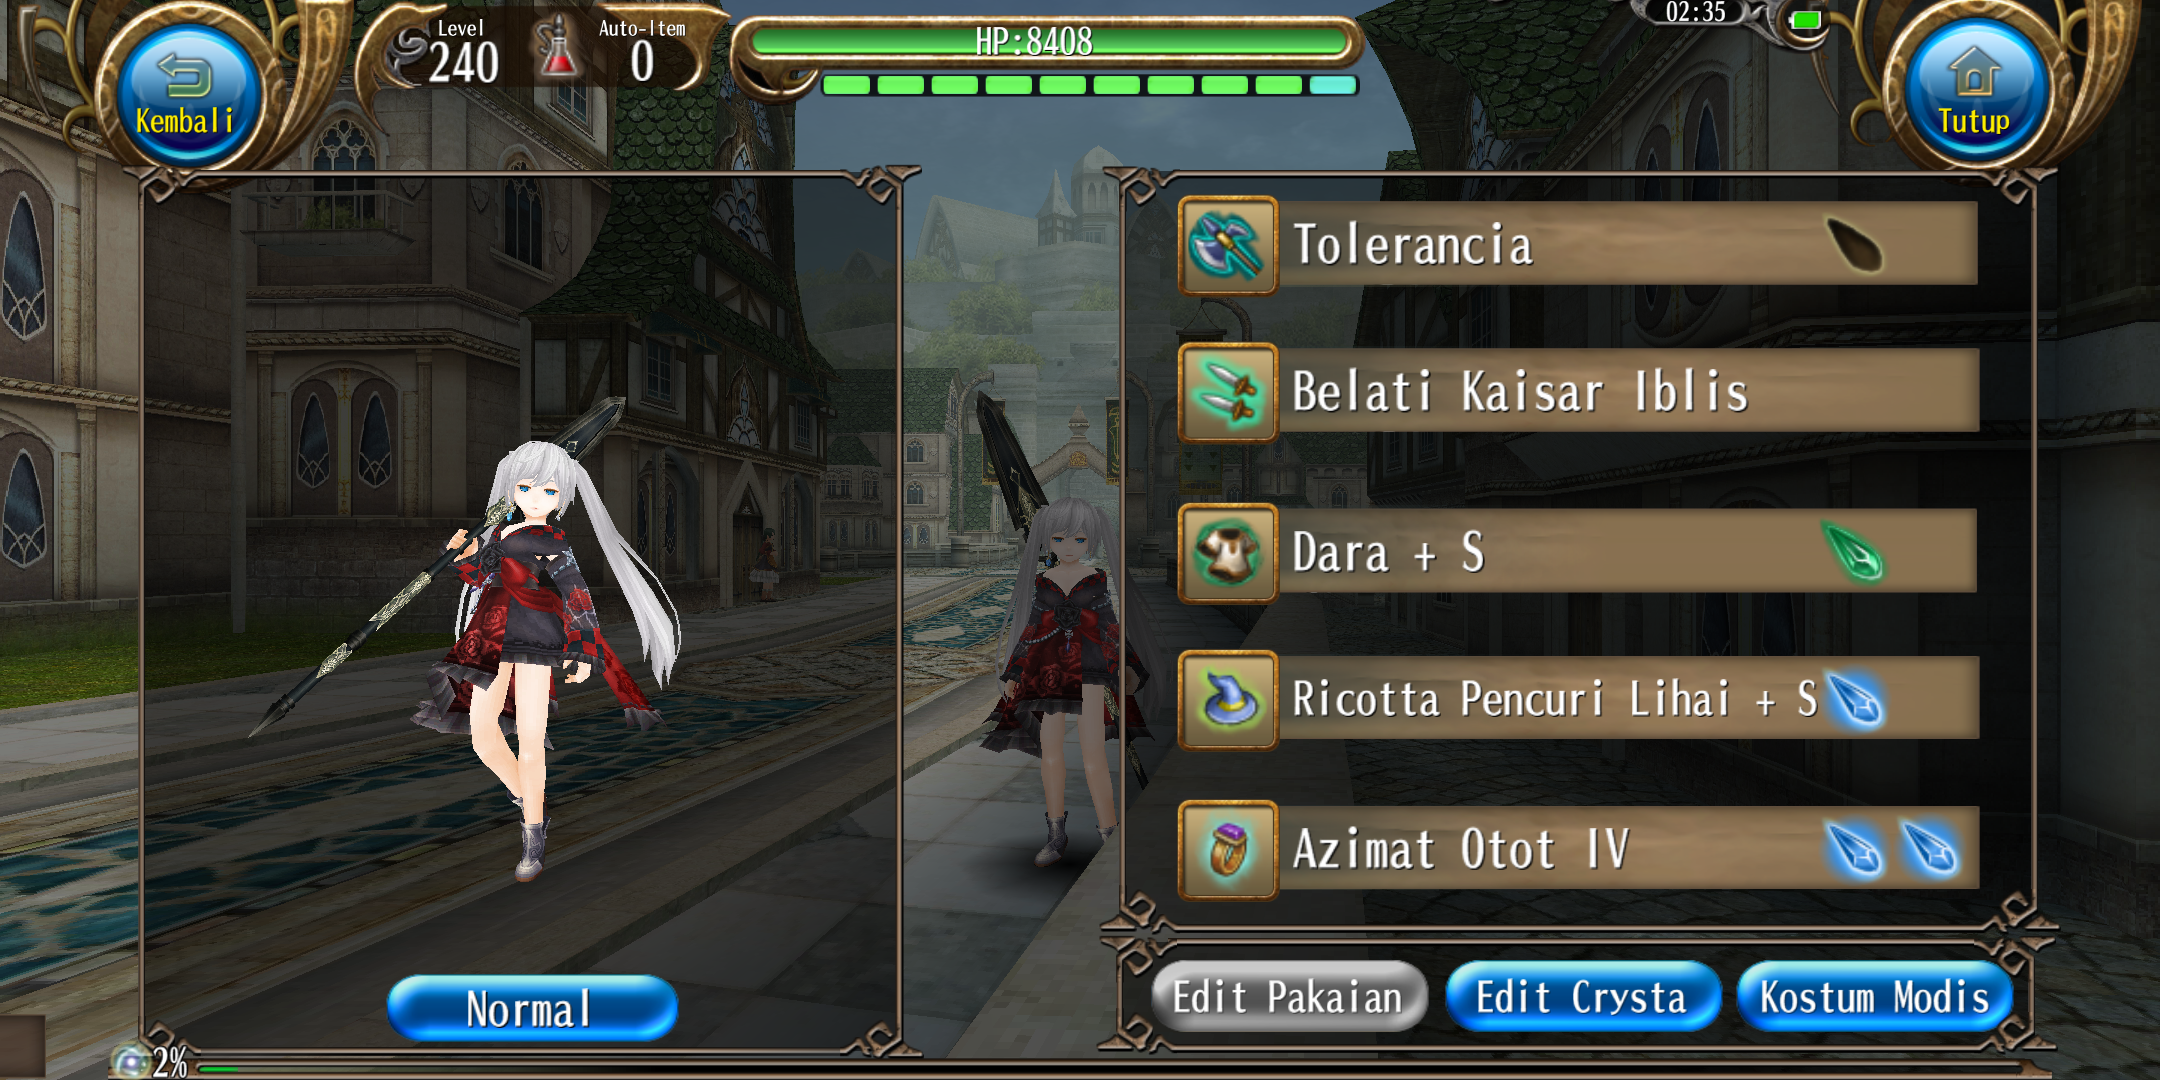 Kembali
Level
240
Auto-Item
0
HP:8408
02:35
Tutup
Tolerancia
Belati Kaisar Iblis
Dara + S
Ricotta Pencuri Lihai + S
Azimat Otot IV
Normal
Edit Pakaian
Edit Crysta
Kostum Modis
2%